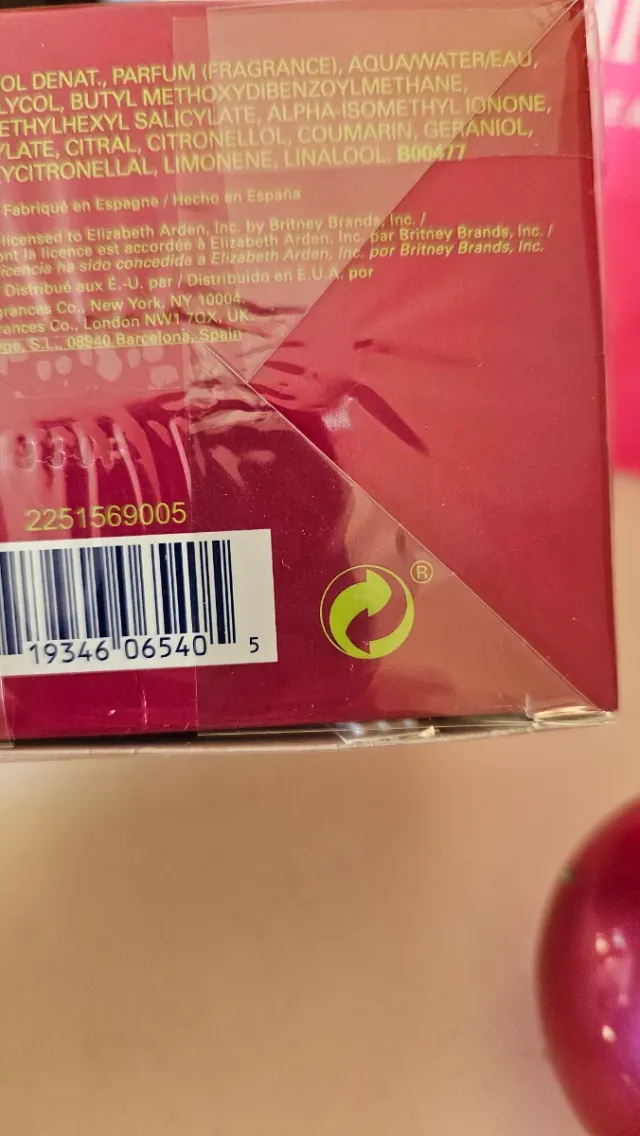 OL DENAT., PARFUM (FRAGRANCE), AQUA/WATER/EAU,
LYCOL, BUTYL METHOXYDIBENZOYLMETHANE,
ETHYLHEXYL SALICYLATE, ALPHA-ISOMETHYL IONONE,
YLATE, CITRAL, CITRONELLOL, COUMARIN, GERANIOL,
YCITRONELLAL, LIMONENE, LINALOOL. B00477
Fabriqué en Espagne / Hecho en España
licensed to Elizabeth Arden, Inc. by Britney Brands, Inc. /
ont la licence est accordée à Elizabeth Arden, Inc. par Britney Brands, Inc. /
licencia ha sido concedida a Elizabeth Arden, Inc. por Britney Brands, Inc.
/ Distribué aux É.-U. par / Distribuido en E.U.A. por
grances Co., New York, NY 10004.
rances Co., London NW1 7QX, UK.
S.L., 08940 Barcelona, Spain
2251569005
19346 06540 5
®